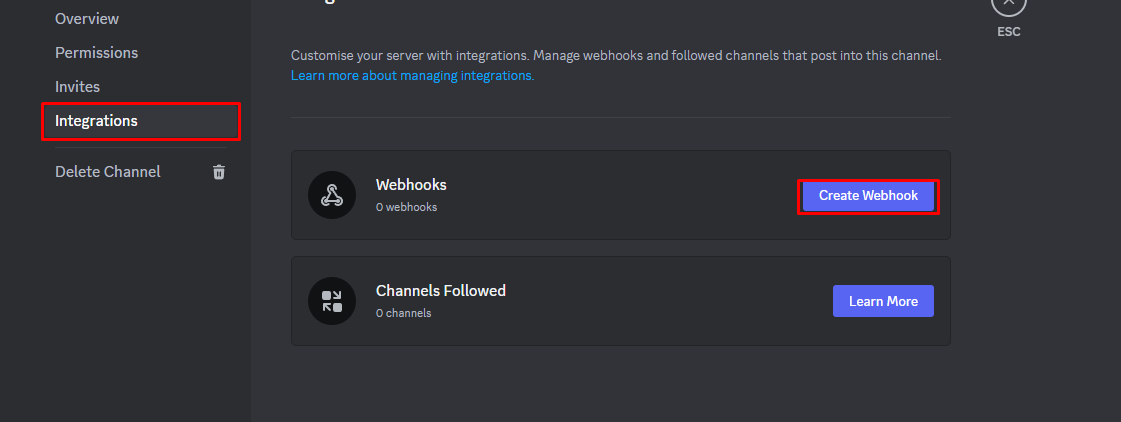 Overview
Permissions
Invites
Integrations
Delete Channel
ESC
Customise your server with integrations. Manage webhooks and followed channels that post into this channel.
Learn more about managing integrations.
Webhooks
0 webhooks
Create Webhook
Channels Followed
0 channels
Learn More